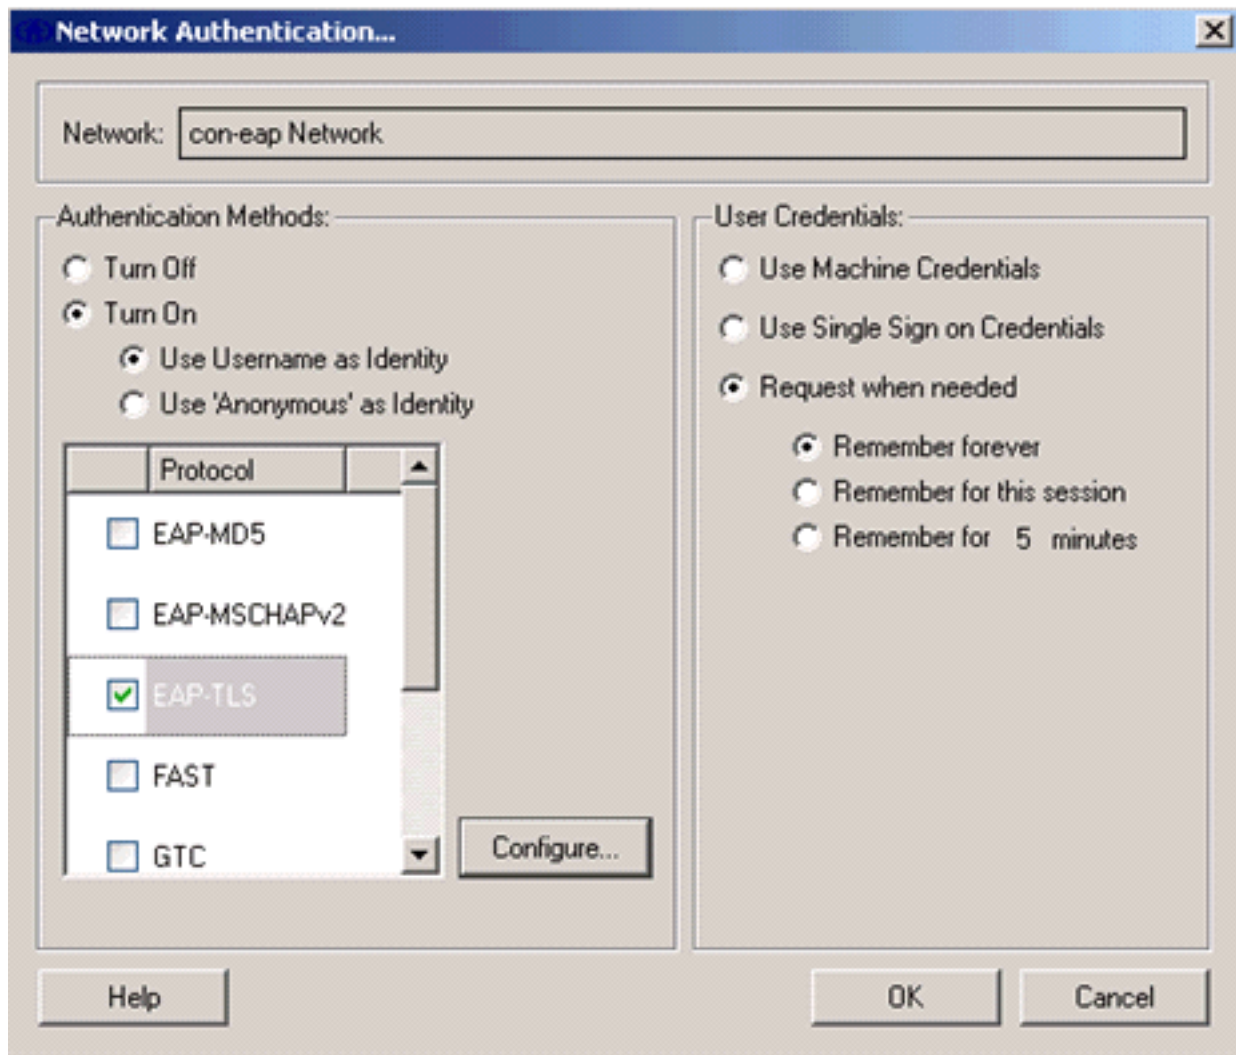 Network Authentication...
Network: con-eap Network
Authentication Methods:
Turn Off
Turn On
Use Username as Identity
Use 'Anonymous' as Identity
Protocol
EAP-MD5
EAP-MSCHAPv2
EAP-TLS
FAST
GTC
Configure...
User Credentials:
Use Machine Credentials
Use Single Sign on Credentials
Request when needed
Remember forever
Remember for this session
Remember for 5 minutes
Help
OK
Cancel